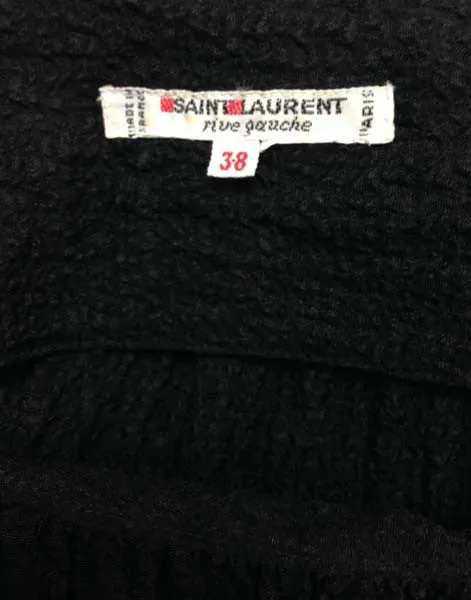 MADE IN
FRANCE
SAINT LAURENT
rive gauche
PARIS
38